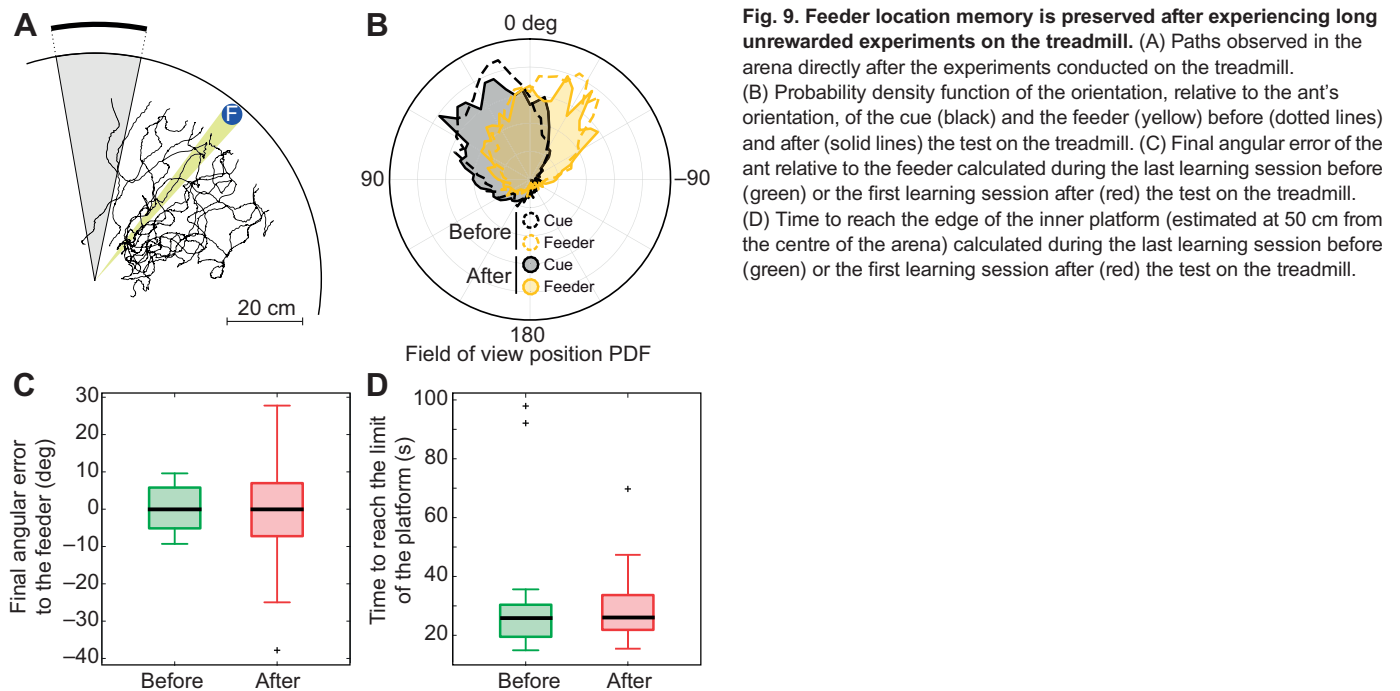 A
F
20 cm
B
0 deg
90
–90
180
Before
Cue
Feeder
After
Cue
Feeder
Field of view position PDF
Fig. 9. Feeder location memory is preserved after experiencing long
unrewarded experiments on the treadmill. (A) Paths observed in the
arena directly after the experiments conducted on the treadmill.
(B) Probability density function of the orientation, relative to the ant's
orientation, of the cue (black) and the feeder (yellow) before (dotted lines)
and after (solid lines) the test on the treadmill. (C) Final angular error of the
ant relative to the feeder calculated during the last learning session before
(green) or the first learning session after (red) the test on the treadmill.
(D) Time to reach the edge of the inner platform (estimated at 50 cm from
the centre of the arena) calculated during the last learning session before
(green) or the first learning session after (red) the test on the treadmill.
C
Final angular error
to the feeder (deg)
30
20
10
0
–10
–20
–30
–40
Before After
D
Time to reach the limit
of the platform (s)
100
80
60
40
20
Before After